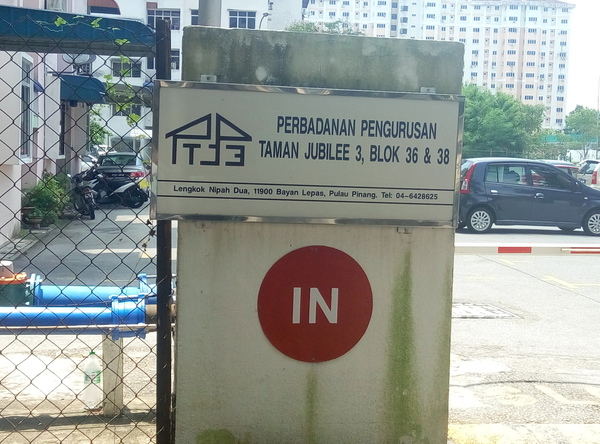 PTJ3
PERBADANAN PENGURUSAN
TAMAN JUBILEE 3, BLOK 36 & 38
Lengkok Nipah Dua, 11900 Bayan Lepas, Pulau Pinang. Tel: 04-6428625
IN